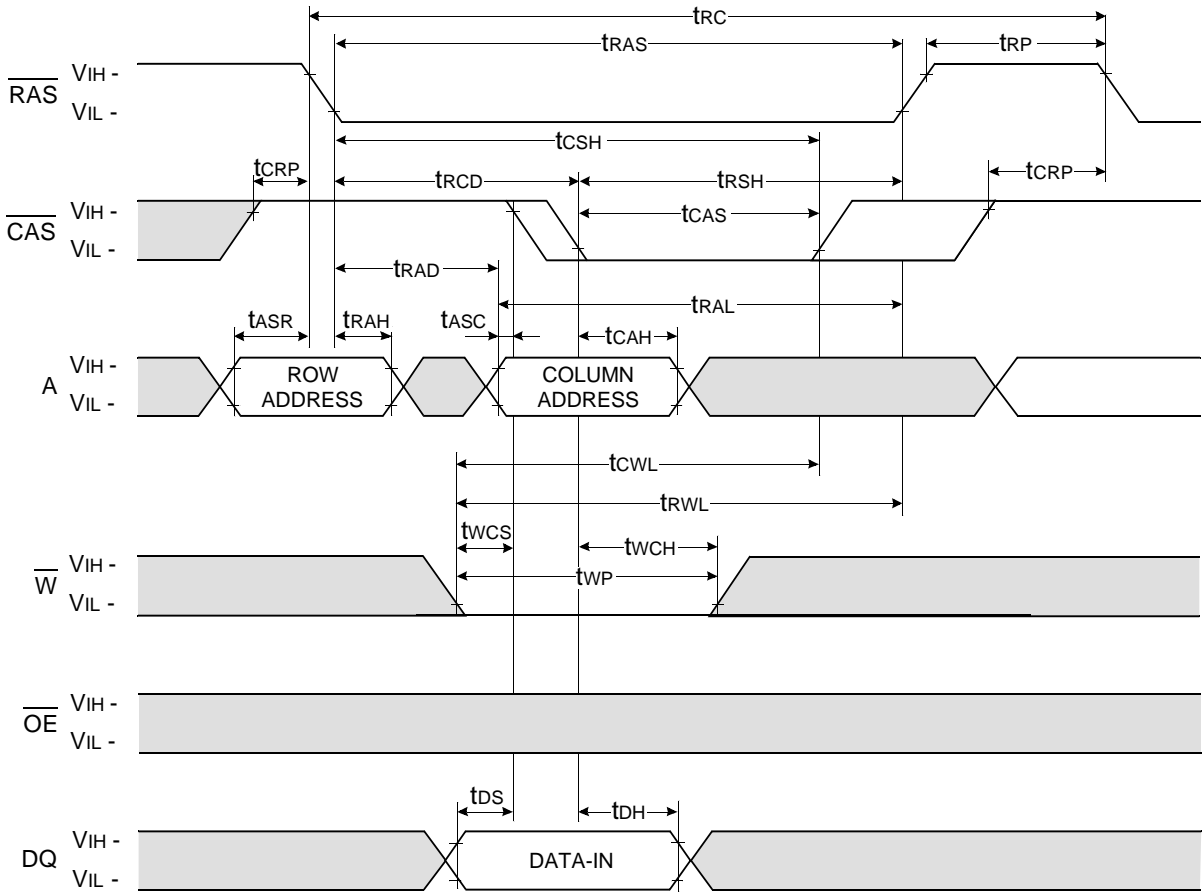 tRC
tRAS
tRP
RAS
VIH -
VIL -
tCSH
tCRP
tRCD
tRSH
tCRP
CAS
VIH -
VIL -
tCAS
tRAD
tRAL
tASR
tRAH
tASC
tCAH
A
VIH -
VIL -
ROW
ADDRESS
COLUMN
ADDRESS
tCWL
tRWL
tWCS
tWCH
W
VIH -
VIL -
tWP
OE
VIH -
VIL -
tDS
tDH
DQ
VIH -
VIL -
DATA-IN